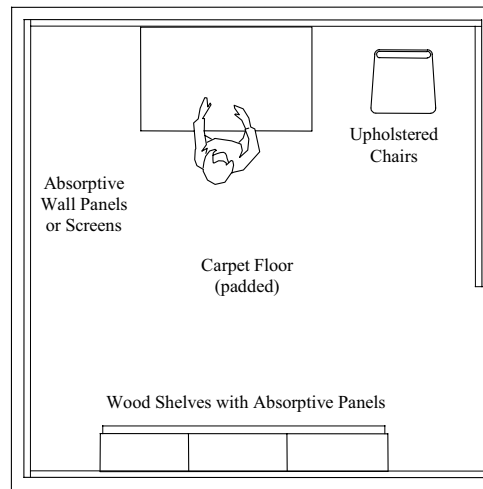 Upholstered
Chairs
Absorptive
Wall Panels
or Screens
Carpet Floor
(padded)
Wood Shelves with Absorptive Panels